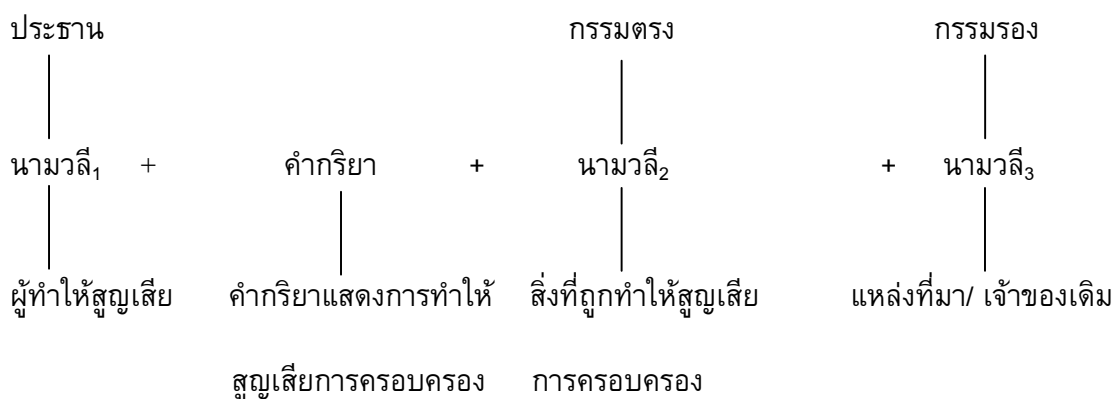 ประธาน กรรมตรง กรรมรอง
นามวลี₁ + คำกริยา + นามวลี₂ + นามวลี₃
ผู้ทำให้สูญเสีย คำกริยาแสดงการทำให้ สิ่งที่ถูกทำให้สูญเสีย แหล่งที่มา/ เจ้าของเดิม
สูญเสียการครอบครอง การครอบครอง